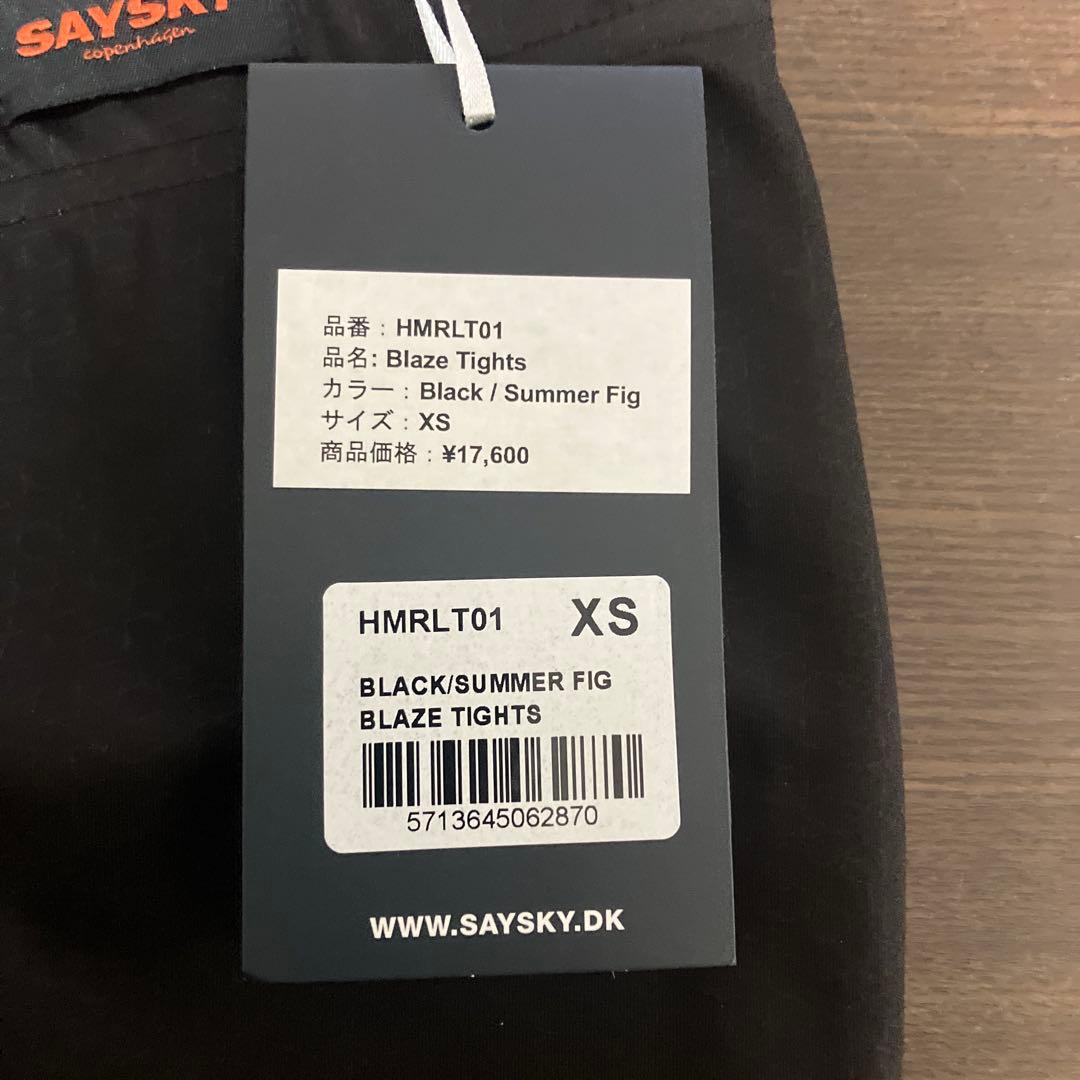 SAYSKY
copenhagen
品番：HMRLT01
品名: Blaze Tights
カラー：Black / Summer Fig
サイズ：XS
商品価格：¥17,600
HMRLT01 XS
BLACK/SUMMER FIG
BLAZE TIGHTS
5713645062870
WWW.SAYSKY.DK